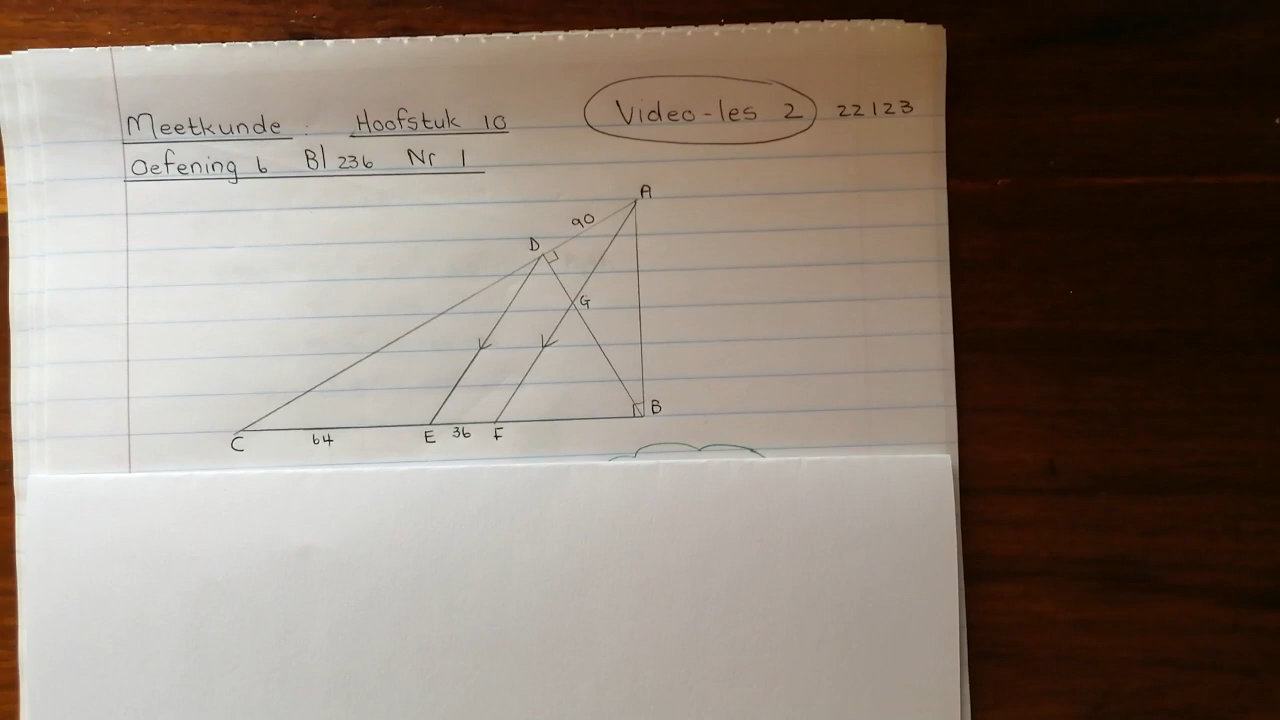 Meetkunde : Hoofstuk 10
Video-les 2 22123
Oefening 6 Bl 236 Nr 1
A
90
D
G
B
C 64 E 36 F